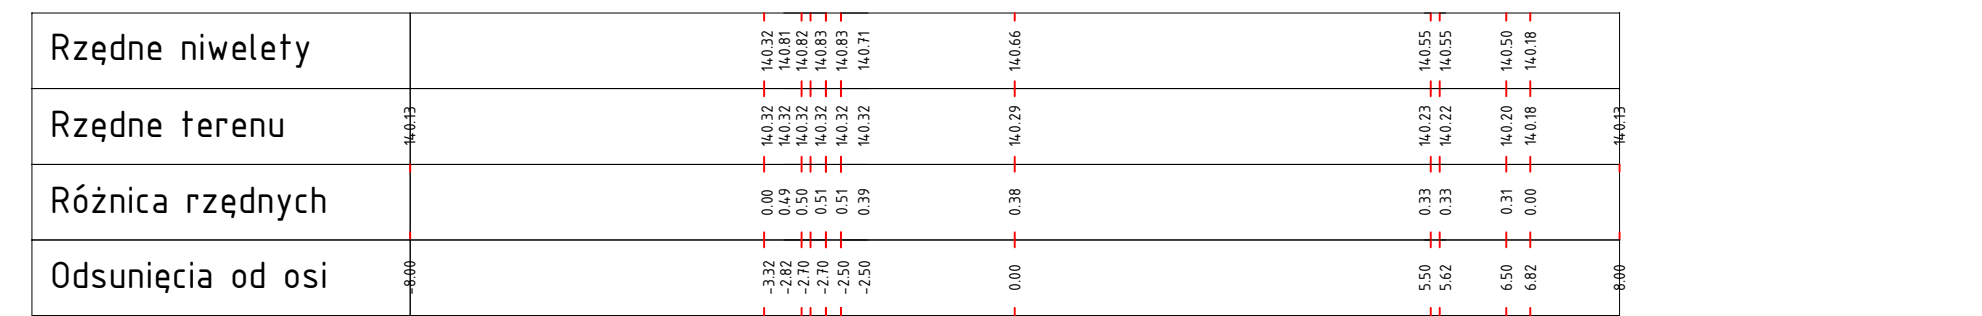 Rzędne niwelety 140.32 140.81 140.82 140.83 140.83 140.71 140.66 140.55 140.55 140.50 140.18
Rzędne terenu 140.13 140.32 140.32 140.32 140.32 140.32 140.32 140.29 140.23 140.22 140.20 140.18 140.13
Różnica rzędnych 0.00 0.49 0.50 0.51 0.51 0.39 0.38 0.33 0.33 0.31 0.00
Odsunięcia od osi -8.00 -3.32 -2.82 -2.70 -2.70 -2.50 -2.50 0.00 5.50 5.62 6.50 6.82 8.00